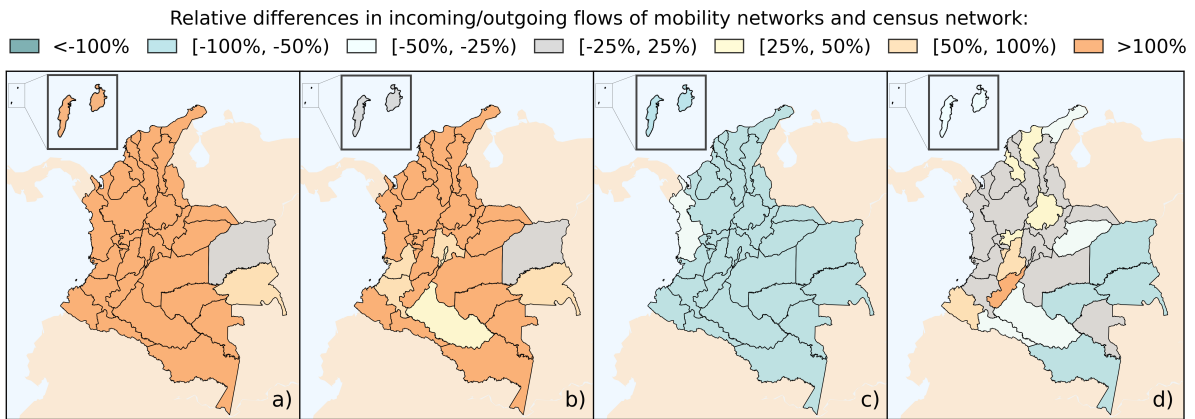 Relative differences in incoming/outgoing flows of mobility networks and census network:
<-100% [-100%, -50%) [-50%, -25%) [-25%, 25%) [25%, 50%) [50%, 100%) >100%
a) b) c) d)